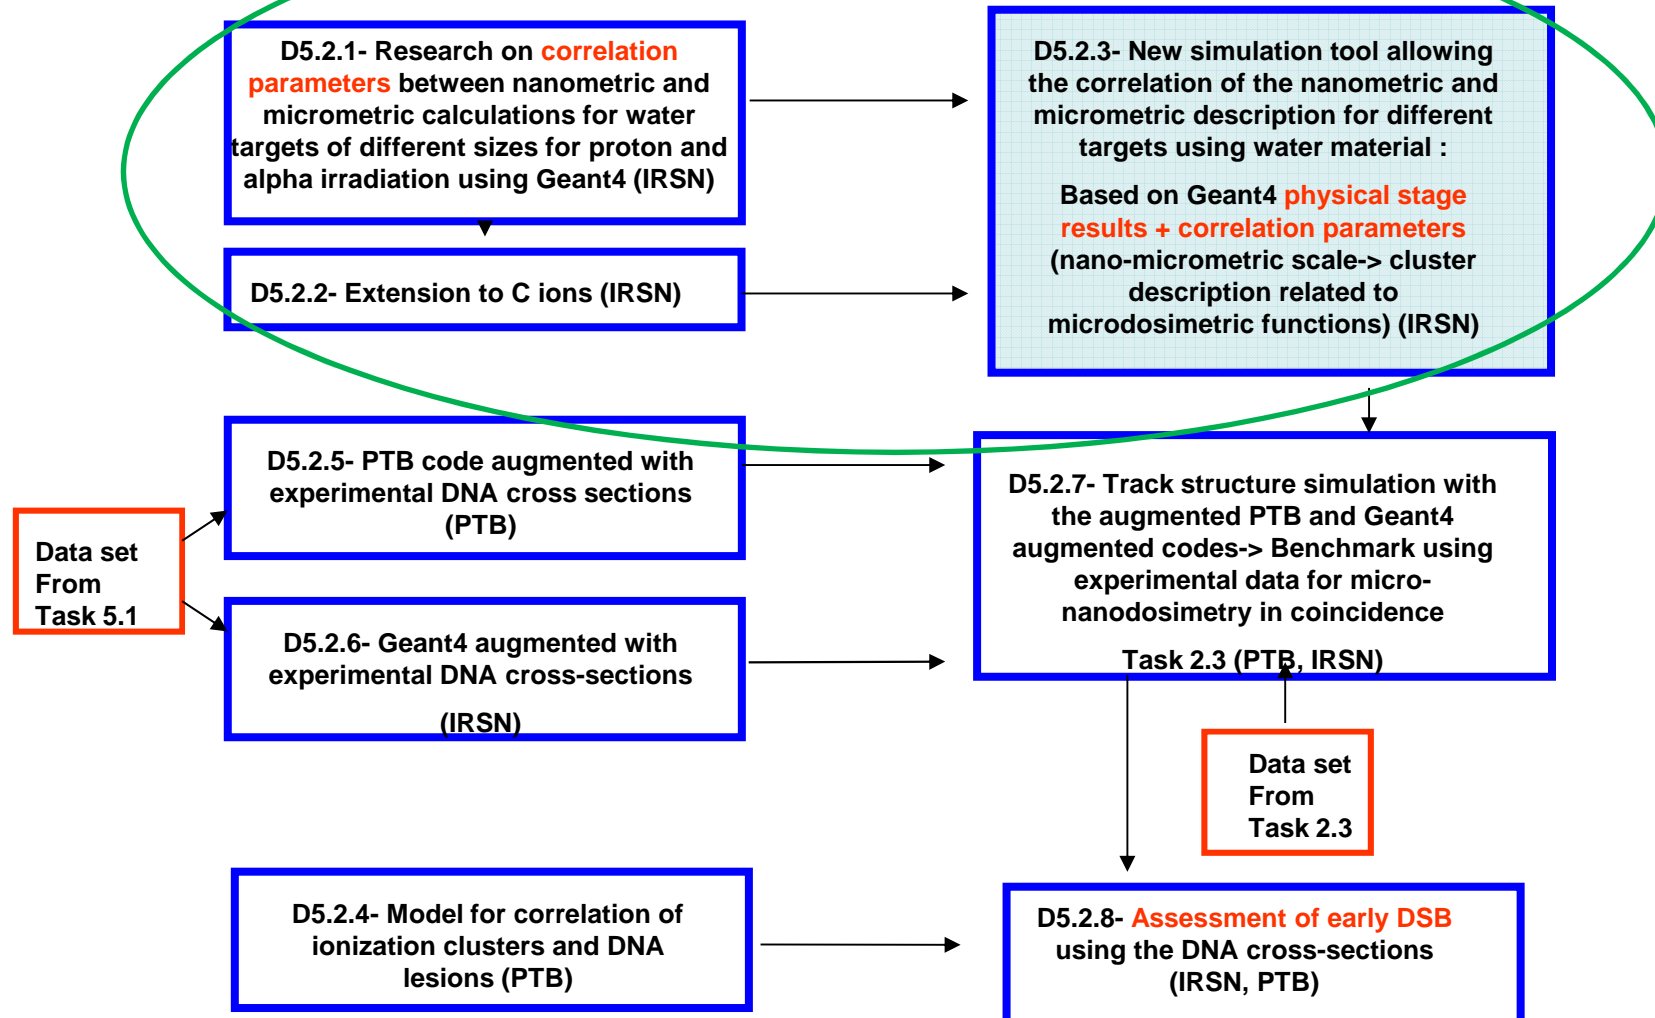 D5.2.1- Research on correlation
parameters between nanometric and
micrometric calculations for water
targets of different sizes for proton and
alpha irradiation using Geant4 (IRSN)
D5.2.3- New simulation tool allowing
the correlation of the nanometric and
micrometric description for different
targets using water material :
Based on Geant4 physical stage
results + correlation parameters
(nano-micrometric scale-> cluster
description related to
microdosimetric functions) (IRSN)
D5.2.2- Extension to C ions (IRSN)
D5.2.5- PTB code augmented with
experimental DNA cross sections
(PTB)
D5.2.7- Track structure simulation with
the augmented PTB and Geant4
augmented codes-> Benchmark using
experimental data for micro-
nanodosimetry in coincidence
Task 2.3 (PTB, IRSN)
Data set
From
Task 5.1
D5.2.6- Geant4 augmented with
experimental DNA cross-sections
(IRSN)
Data set
From
Task 2.3
D5.2.4- Model for correlation of
ionization clusters and DNA
lesions (PTB)
D5.2.8- Assessment of early DSB
using the DNA cross-sections
(IRSN, PTB)